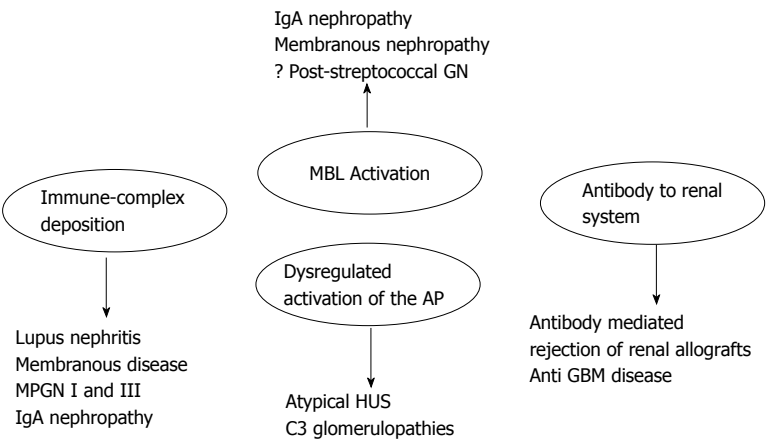 IgA nephropathy
Membranous nephropathy
? Post-streptococcal GN
MBL Activation
Immune-complex
deposition
Antibody to renal
system
Dysregulated
activation of the AP
Lupus nephritis
Membranous disease
MPGN I and III
IgA nephropathy
Antibody mediated
rejection of renal allografts
Anti GBM disease
Atypical HUS
C3 glomerulopathies